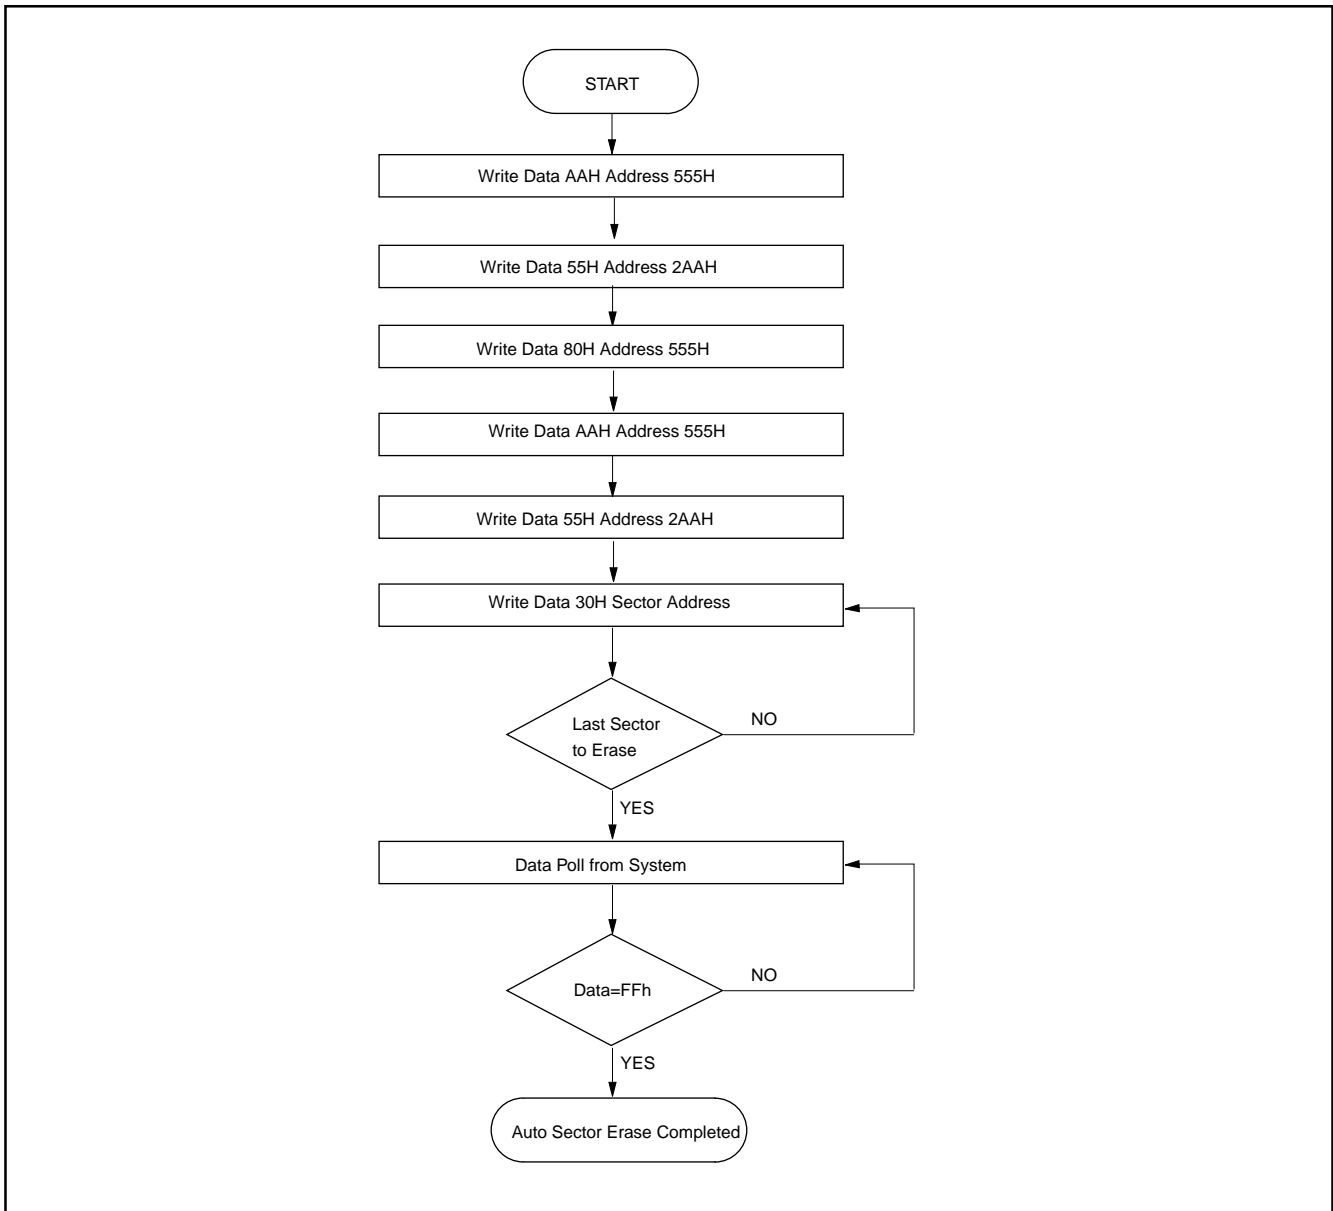 START
Write Data AAH Address 555H
Write Data 55H Address 2AAH
Write Data 80H Address 555H
Write Data AAH Address 555H
Write Data 55H Address 2AAH
Write Data 30H Sector Address
Last Sector
to Erase
NO
YES
Data Poll from System
Data=FFh
NO
YES
Auto Sector Erase Completed